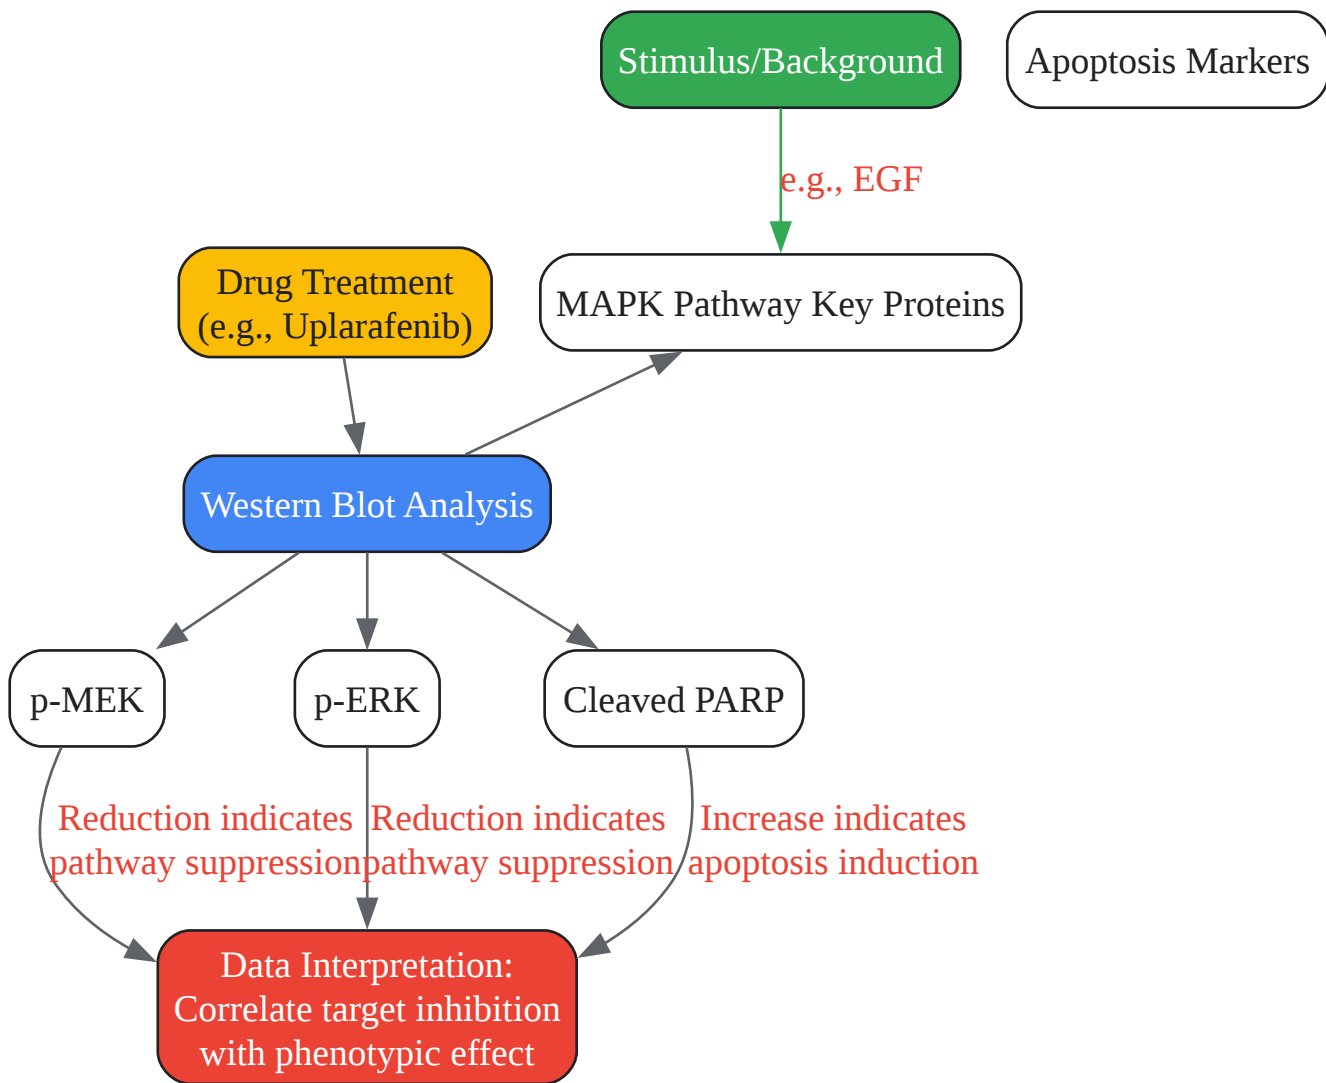 Stimulus/Background
Apoptosis Markers
e.g., EGF
Drug Treatment
(e.g., Uplarafenib)
MAPK Pathway Key Proteins
Western Blot Analysis
p-MEK
p-ERK
Cleaved PARP
Reduction indicates
pathway suppression
Reduction indicates
pathway suppression
Increase indicates
apoptosis induction
Data Interpretation:
Correlate target inhibition
with phenotypic effect